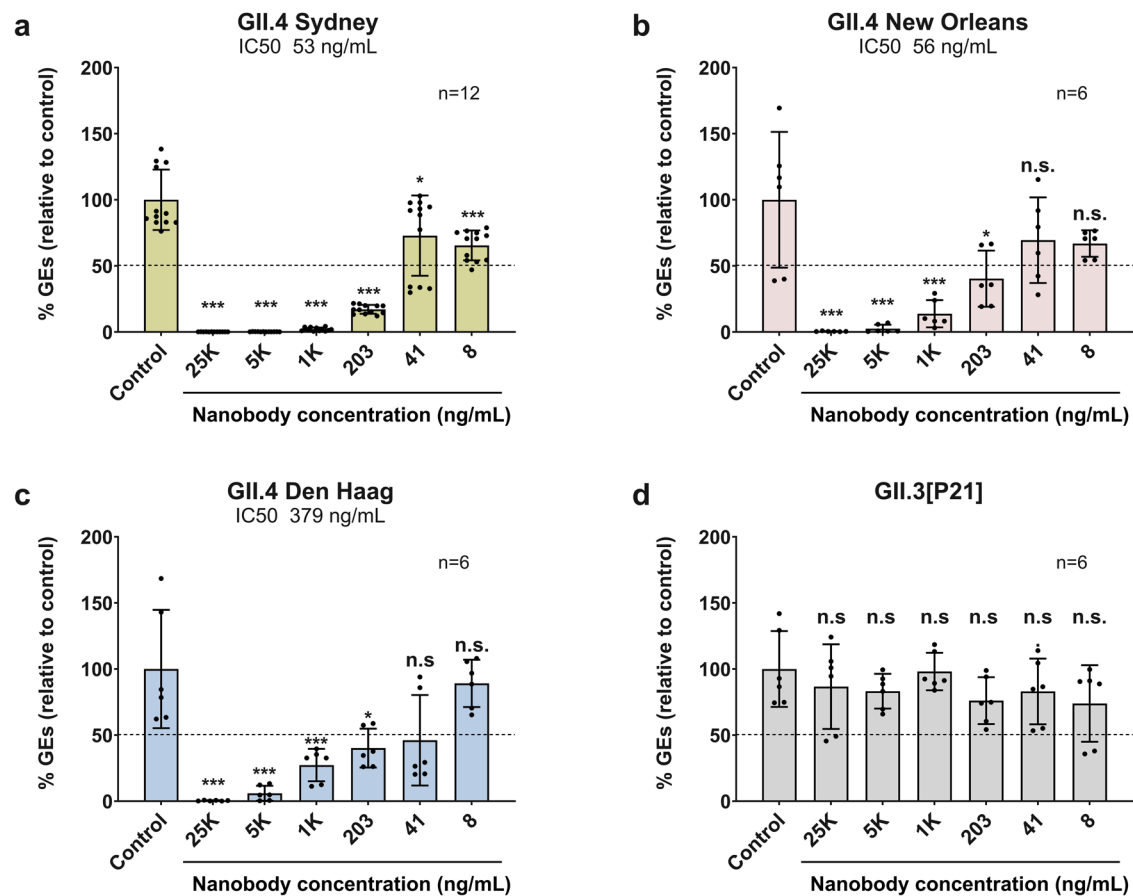 a
GII.4 Sydney
IC50 53 ng/mL
% GEs (relative to control)
200
150
100
50
0
n=12
***
***
***
***
*
***
Control
25K
5K
1K
203
41
8
Nanobody concentration (ng/mL)
b
GII.4 New Orleans
IC50 56 ng/mL
% GEs (relative to control)
200
150
100
50
0
n=6
***
***
***
*
n.s.
n.s.
Control
25K
5K
1K
203
41
8
Nanobody concentration (ng/mL)
c
GII.4 Den Haag
IC50 379 ng/mL
% GEs (relative to control)
200
150
100
50
0
n=6
***
***
***
*
n.s
n.s.
Control
25K
5K
1K
203
41
8
Nanobody concentration (ng/mL)
d
GII.3[P21]
% GEs (relative to control)
200
150
100
50
0
n=6
n.s
n.s
n.s
n.s
n.s
n.s.
Control
25K
5K
1K
203
41
8
Nanobody concentration (ng/mL)